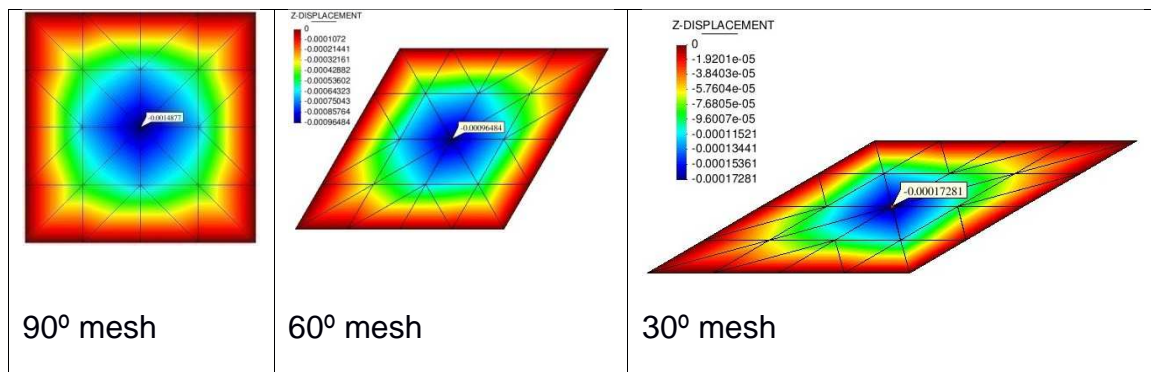 -0.0014877
90º mesh
Z-DISPLACEMENT
0
-0.0001072
-0.00021441
-0.00032161
-0.00042882
-0.00053602
-0.00064323
-0.00075043
-0.00085764
-0.00096484
-0.00096484
60º mesh
Z-DISPLACEMENT
0
-1.9201e-05
-3.8403e-05
-5.7604e-05
-7.6805e-05
-9.6007e-05
-0.00011521
-0.00013441
-0.00015361
-0.00017281
-0.00017281
30º mesh